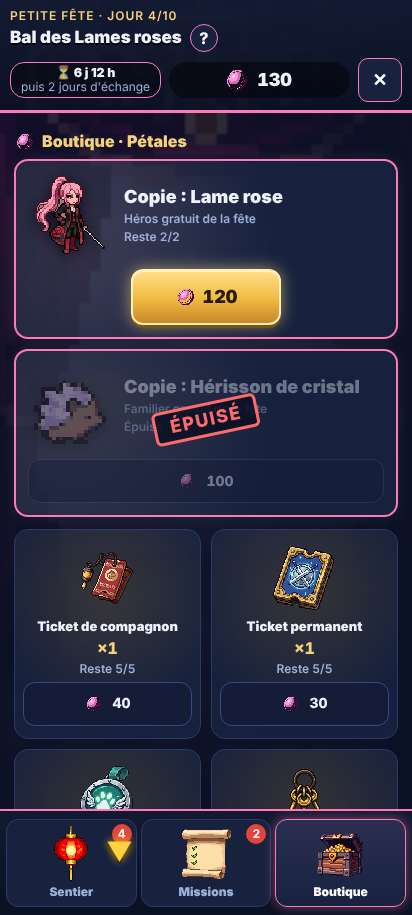 PETITE FÊTE · JOUR 4/10
Bal des Lames roses ?
⏳ 6 j 12 h
puis 2 jours d'échange
130
✕
Boutique · Pétales
Copie : Lame rose
Héros gratuit de la fête
Reste 2/2
120
Copie : Hérisson de cristal
Familier
ÉPUISÉ
100
Ticket de compagnon
×1
Reste 5/5
40
Ticket permanent
×1
Reste 5/5
30
4
Sentier
2
Missions
Boutique